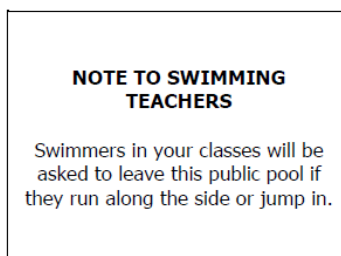 NOTE TO SWIMMING
TEACHERS
Swimmers in your classes will be
asked to leave this public pool if
they run along the side or jump in.